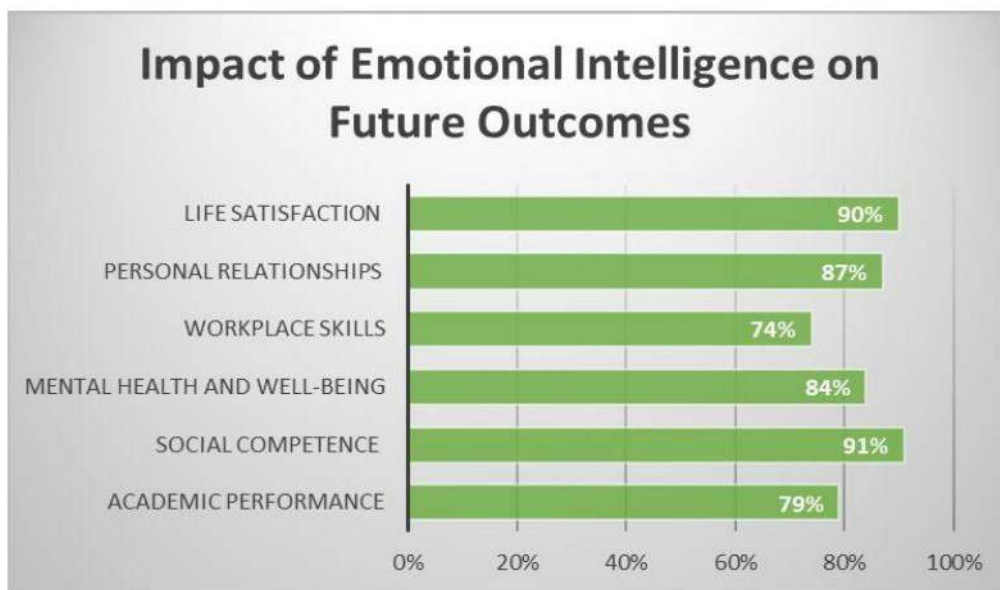 Impact of Emotional Intelligence on
Future Outcomes
LIFE SATISFACTION 90%
PERSONAL RELATIONSHIPS 87%
WORKPLACE SKILLS 74%
MENTAL HEALTH AND WELL-BEING 84%
SOCIAL COMPETENCE 91%
ACADEMIC PERFORMANCE 79%
0% 20% 40% 60% 80% 100%